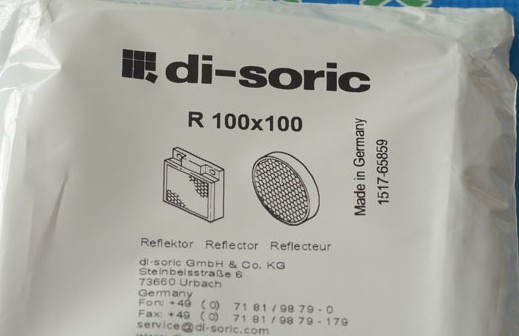 di-soric
R 100x100
Made in Germany
1517-65859
Reflektor Reflector Reflecteur
di-soric GmbH & Co. KG
Steinbeisstraße 6
73660 Urbach
Germany
Fon: +49 (0) 71 81 / 98 79 - 0
Fax: +49 (0) 71 81 / 98 79 - 179
service@di-soric.com